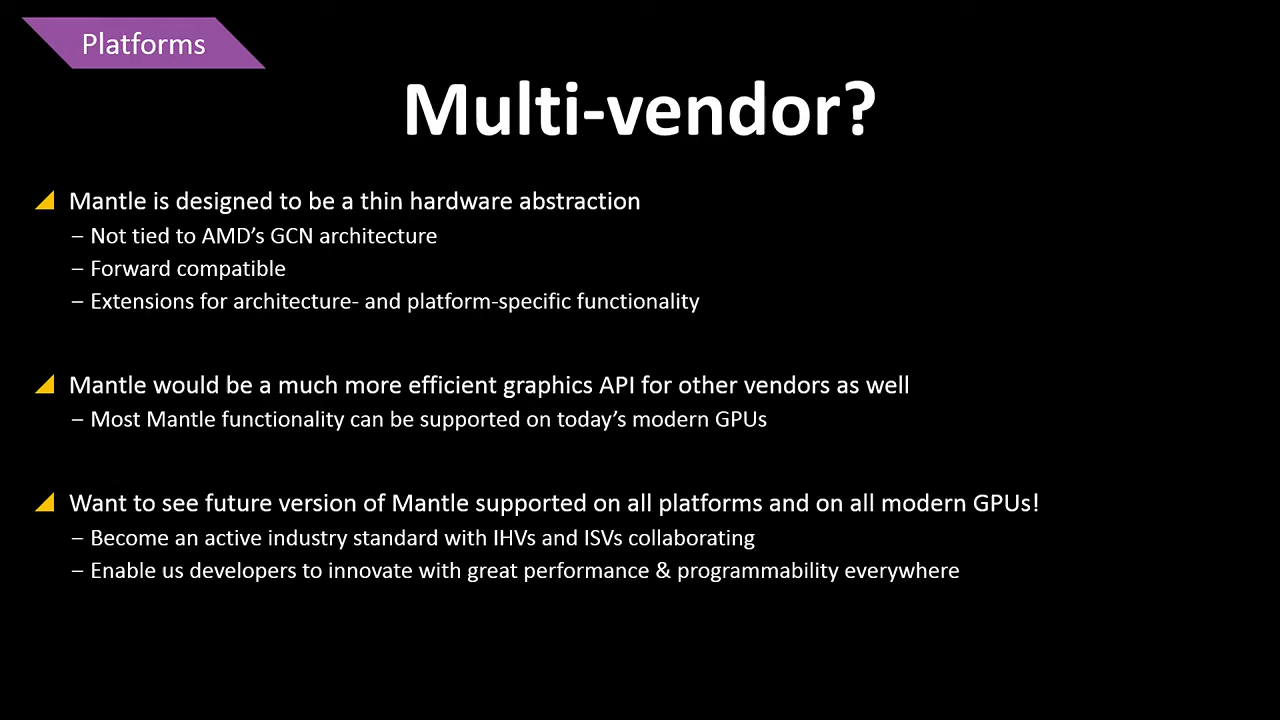 Platforms
Multi-vendor?
Mantle is designed to be a thin hardware abstraction
– Not tied to AMD’s GCN architecture
– Forward compatible
– Extensions for architecture- and platform-specific functionality
Mantle would be a much more efficient graphics API for other vendors as well
– Most Mantle functionality can be supported on today’s modern GPUs
Want to see future version of Mantle supported on all platforms and on all modern GPUs!
– Become an active industry standard with IHVs and ISVs collaborating
– Enable us developers to innovate with great performance & programmability everywhere